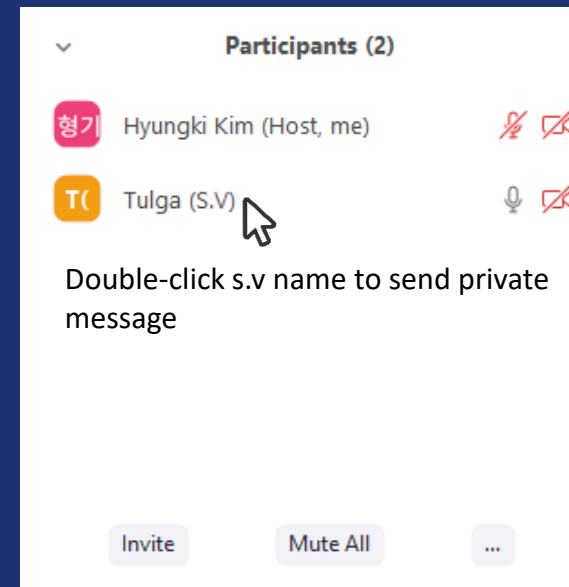 Participants (2)
형기 Hyungki Kim (Host, me)
T( Tulga (S.V)
Double-click s.v name to send private
message
Invite Mute All ...